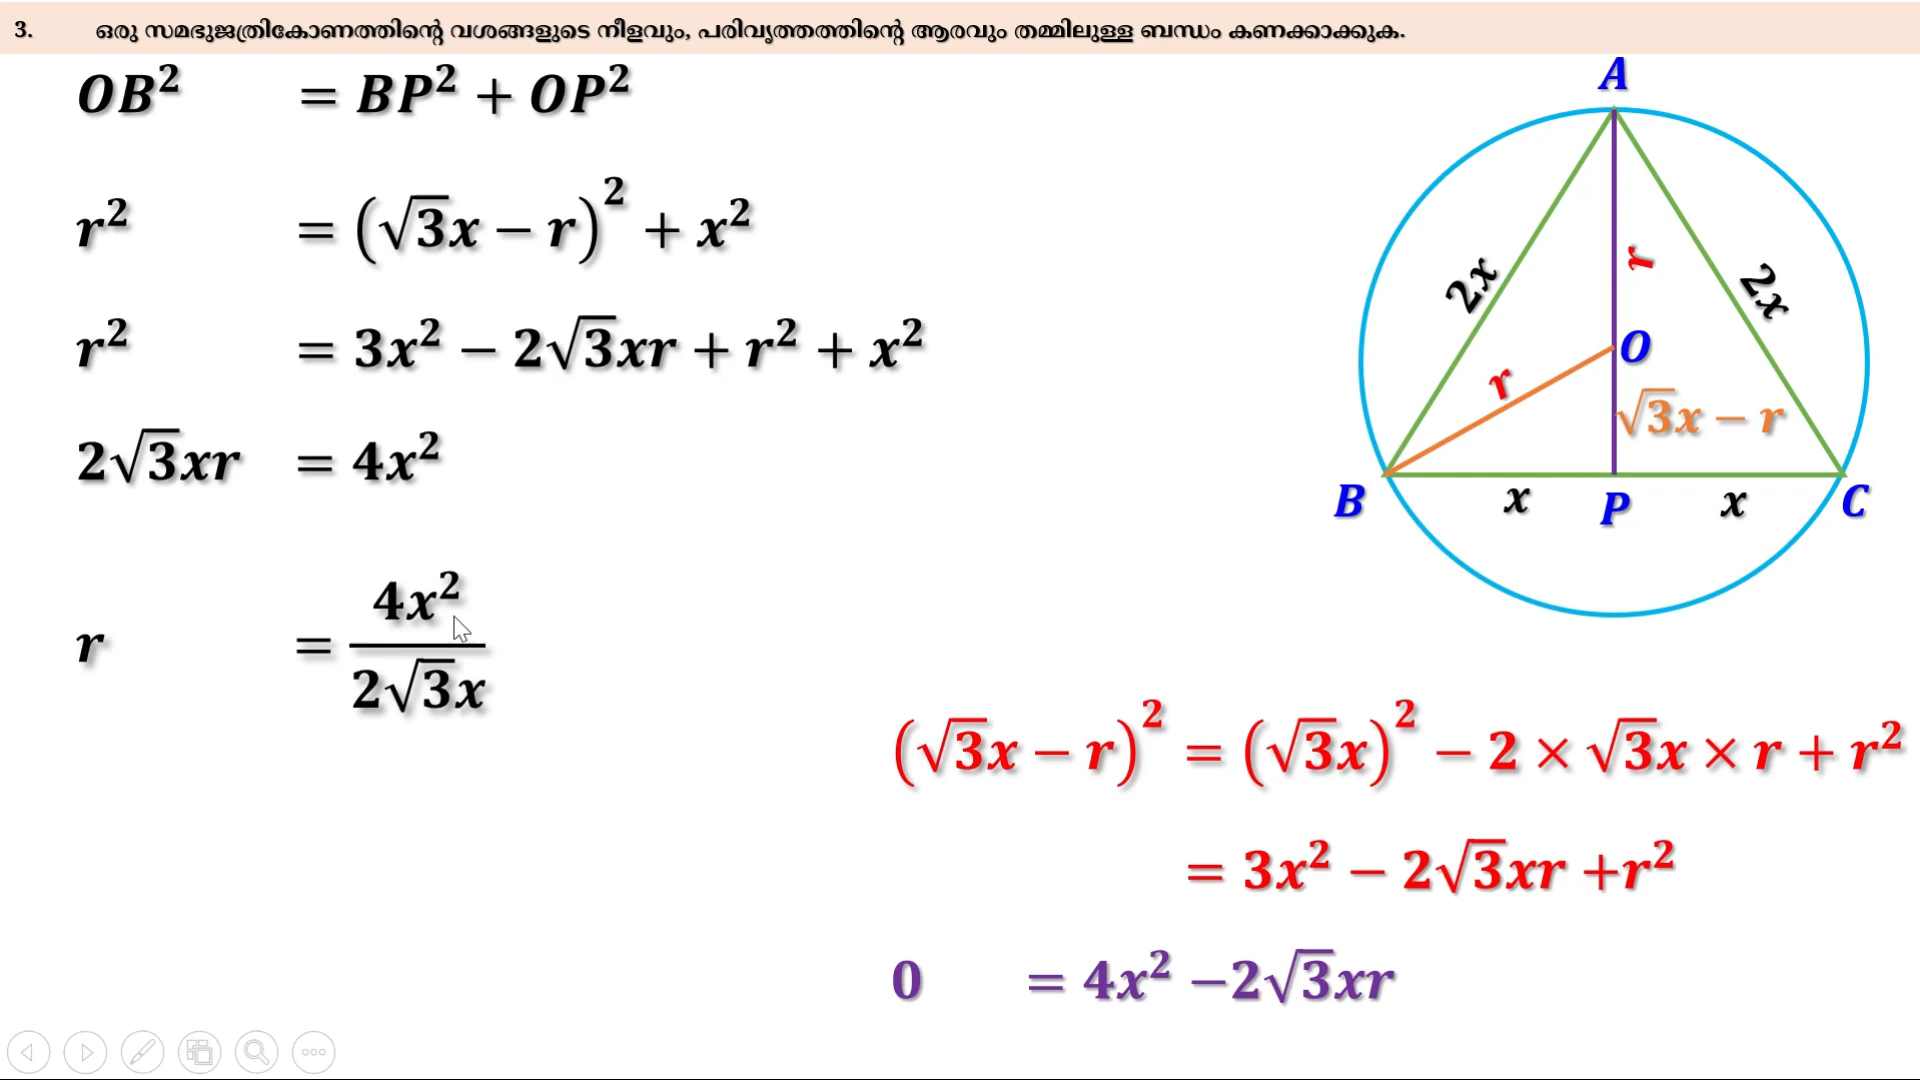 3. ഒരു സമഭുജത്രികോണത്തിന്റെ വശങ്ങളുടെ നീളവും, പരിവൃത്തത്തിന്റെ ആരവും തമ്മിലുള്ള ബന്ധം കണക്കാക്കുക.
OB² = BP² + OP²
r² = (√3x − r)² + x²
r² = 3x² − 2√3xr + r² + x²
2√3xr = 4x²
r = 4x² / 2√3x
A
2x
r
2x
O
r
√3x − r
B
x
P
x
C
(√3x − r)² = (√3x)² − 2 × √3x × r + r²
= 3x² − 2√3xr +r²
0 = 4x² −2√3xr